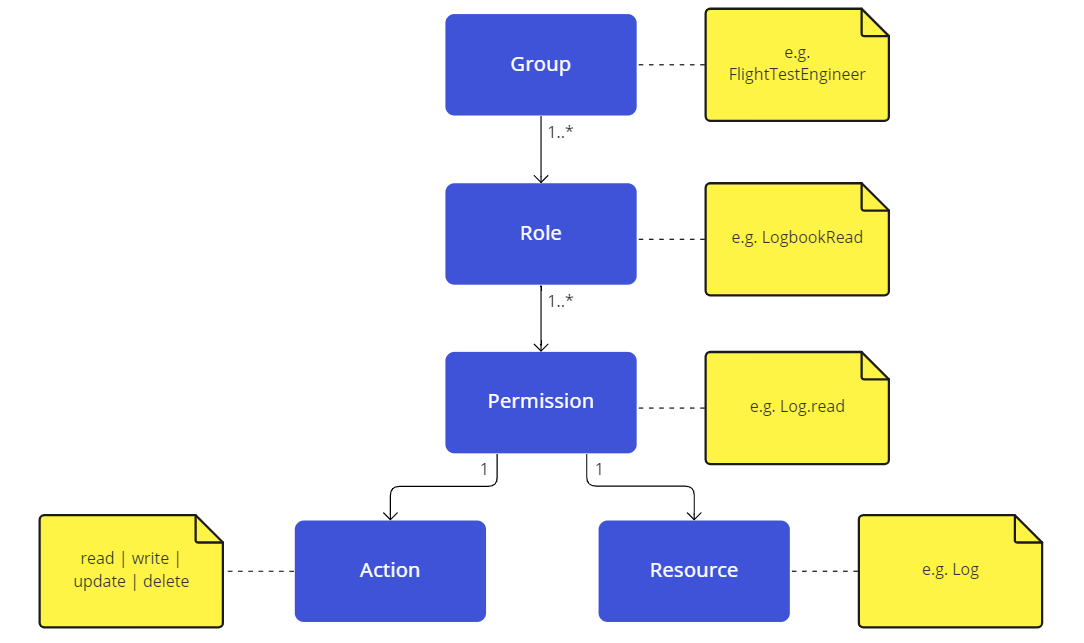 Group
e.g.
FlightTestEngineer
1..*
Role
e.g. LogbookRead
1..*
Permission
e.g. Log.read
1
1
read | write |
update | delete
Action
Resource
e.g. Log